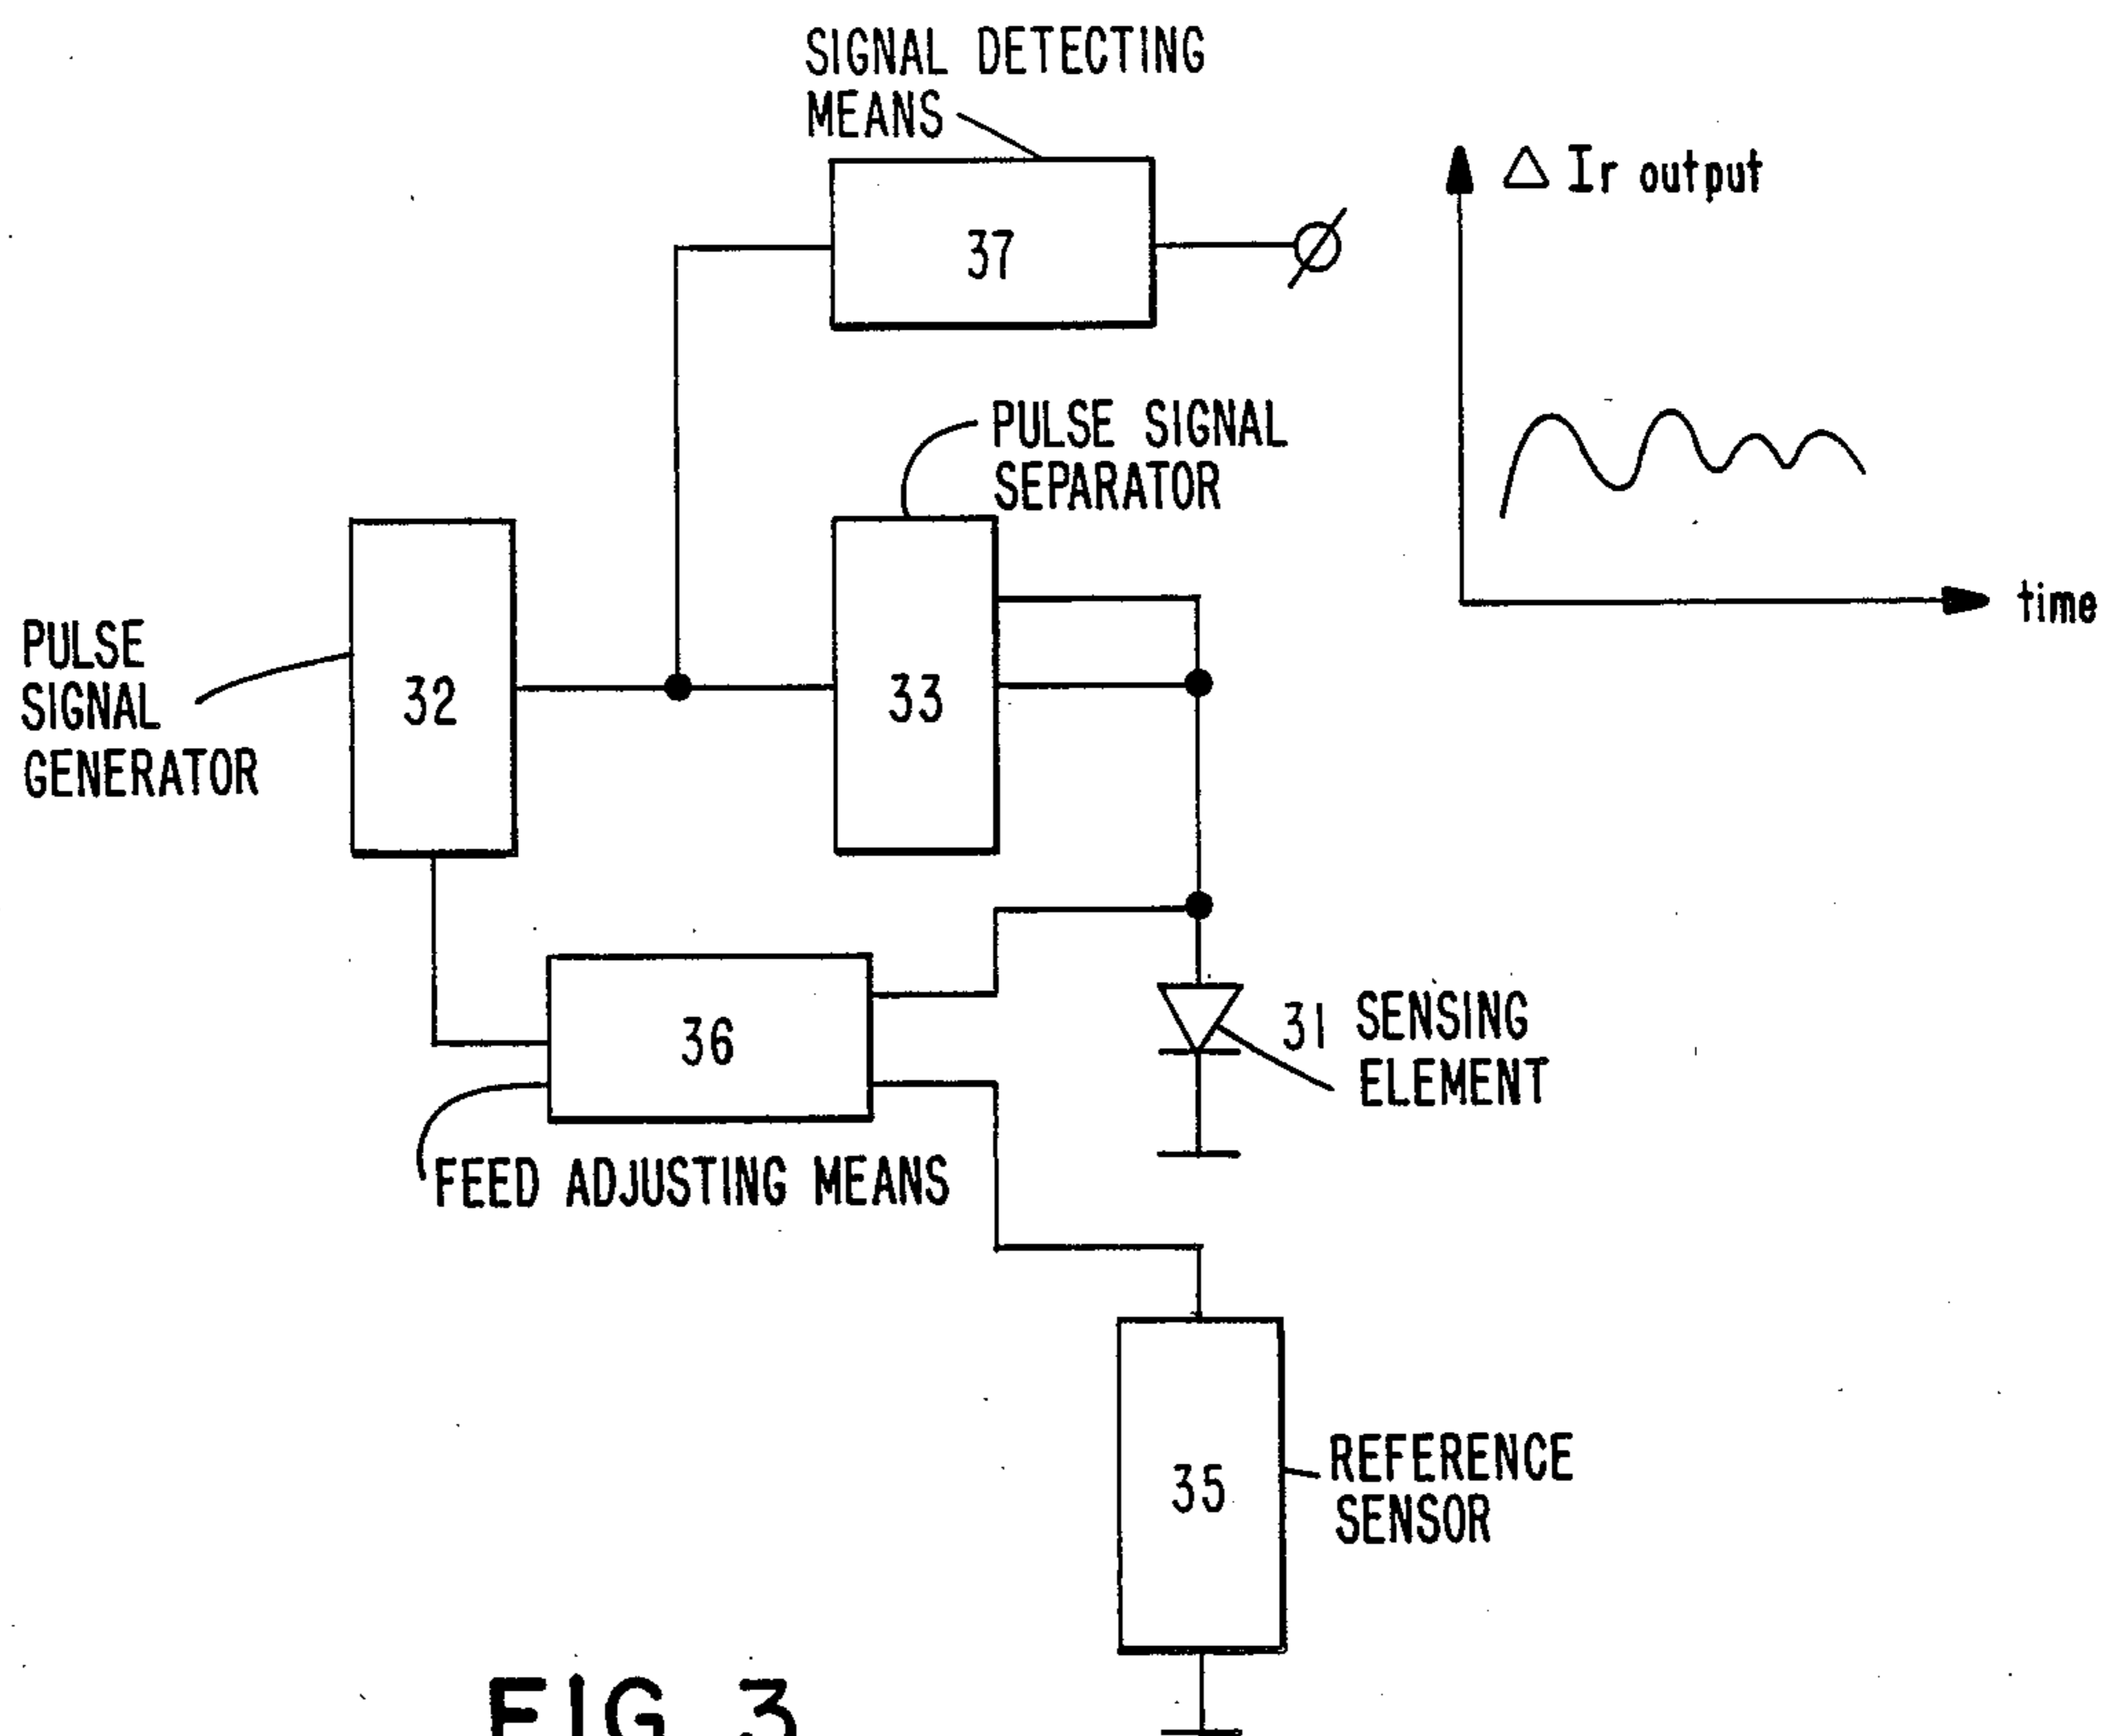 SIGNAL DETECTING
MEANS
37
△ Ir output
time
PULSE SIGNAL
SEPARATOR
PULSE
SIGNAL
GENERATOR
32
33
36
31 SENSING
ELEMENT
FEED ADJUSTING MEANS
35
REFERENCE
SENSOR
FIG 3